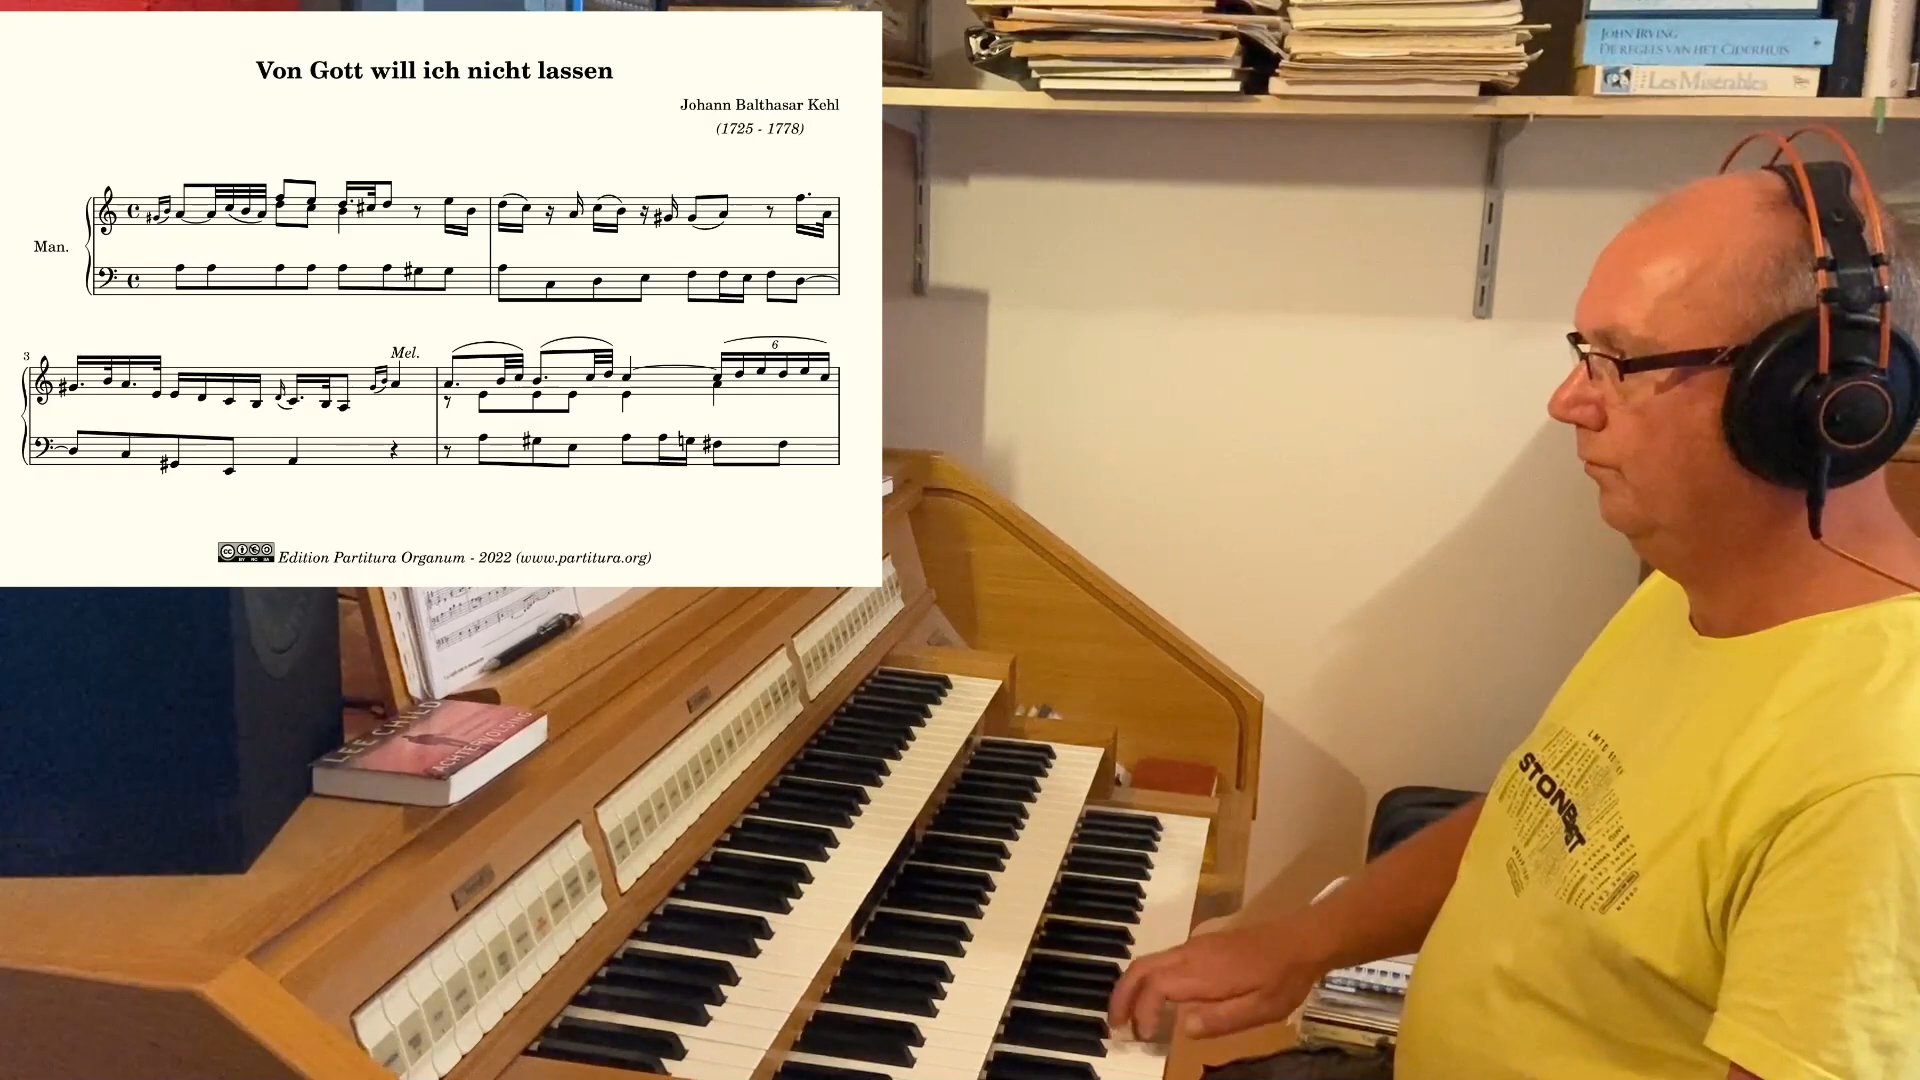 Von Gott will ich nicht lassen
Johann Balthasar Kehl
(1725 - 1778)
Man.
3
Mel.
6
Edition Partitura Organum - 2022 (www.partitura.org)
JOHN IRVING
DE REGELS VAN HET CIDERHUIS
Les Misérables
LEE CHILD
ACHTERVOLGING